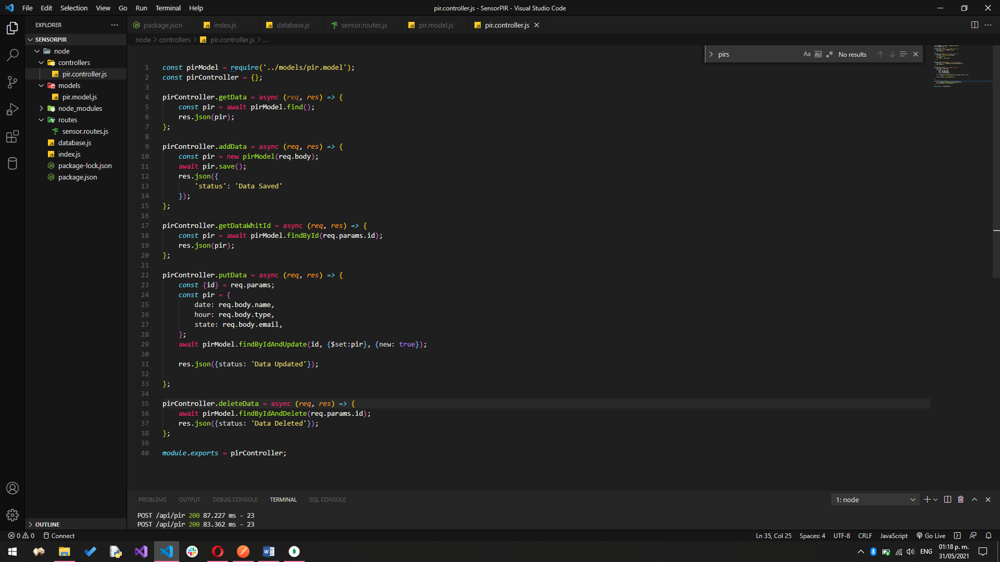 File Edit Selection View Go Run Terminal Help
pir.controller.js - SensorPIR - Visual Studio Code
EXPLORER
SENSORPIR
node
controllers
pir.controller.js
models
pir.model.js
node_modules
routes
sensor.routes.js
database.js
index.js
package-lock.json
package.json
OUTLINE
package.json index.js database.js sensor.routes.js pir.model.js pir.controller.js
node > controllers > pir.controller.js > ...
pirs Aa Abl .* No results
1 const pirModel = require('../models/pir.model');
2 const pirController = {};
3
4 pirController.getData = async (req, res) => {
5 const pir = await pirModel.find();
6 res.json(pir);
7 };
8
9 pirController.addData = async (req, res) => {
10 const pir = new pirModel(req.body);
11 await pir.save();
12 res.json({
13 'status': 'Data Saved'
14 });
15 };
16
17 pirController.getDataWhitId = async (req, res) => {
18 const pir = await pirModel.findById(req.params.id);
19 res.json(pir);
20 };
21
22 pirController.putData = async (req, res) => {
23 const {id} = req.params;
24 const pir = {
25 date: req.body.name,
26 hour: req.body.type,
27 state: req.body.email,
28 };
29 await pirModel.findByIdAndUpdate(id, {$set:pir}, {new: true});
30
31 res.json({status: 'Data Updated'});
32
33 };
34
35 pirController.deleteData = async (req, res) => {
36 await pirModel.findByIdAndDelete(req.params.id);
37 res.json({status: 'Data Deleted'});
38 };
39
40 module.exports = pirController;
PROBLEMS OUTPUT DEBUG CONSOLE TERMINAL SQL CONSOLE
1: node
POST /api/pir 200 87.227 ms - 23
POST /api/pir 200 83.362 ms - 23
0 0 Connect
Ln 35, Col 25 Spaces: 4 UTF-8 CRLF JavaScript Go Live
ENG
01:18 p. m.
31/05/2021